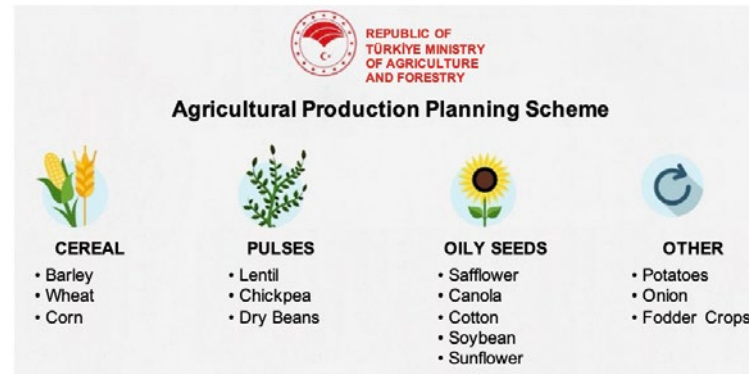 REPUBLIC OF
TÜRKİYE MINISTRY
OF AGRICULTURE
AND FORESTRY
Agricultural Production Planning Scheme
CEREAL
• Barley
• Wheat
• Corn
PULSES
• Lentil
• Chickpea
• Dry Beans
OILY SEEDS
• Safflower
• Canola
• Cotton
• Soybean
• Sunflower
OTHER
• Potatoes
• Onion
• Fodder Crops